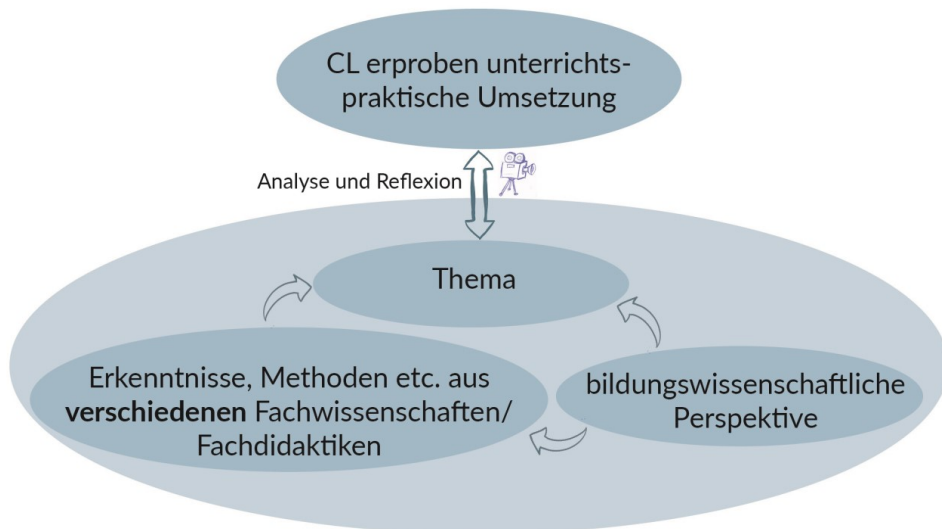 CL erproben unterrichts-
praktische Umsetzung
Analyse und Reflexion
Thema
Erkenntnisse, Methoden etc. aus
verschiedenen Fachwissenschaften/
Fachdidaktiken
bildungswissenschaftliche
Perspektive